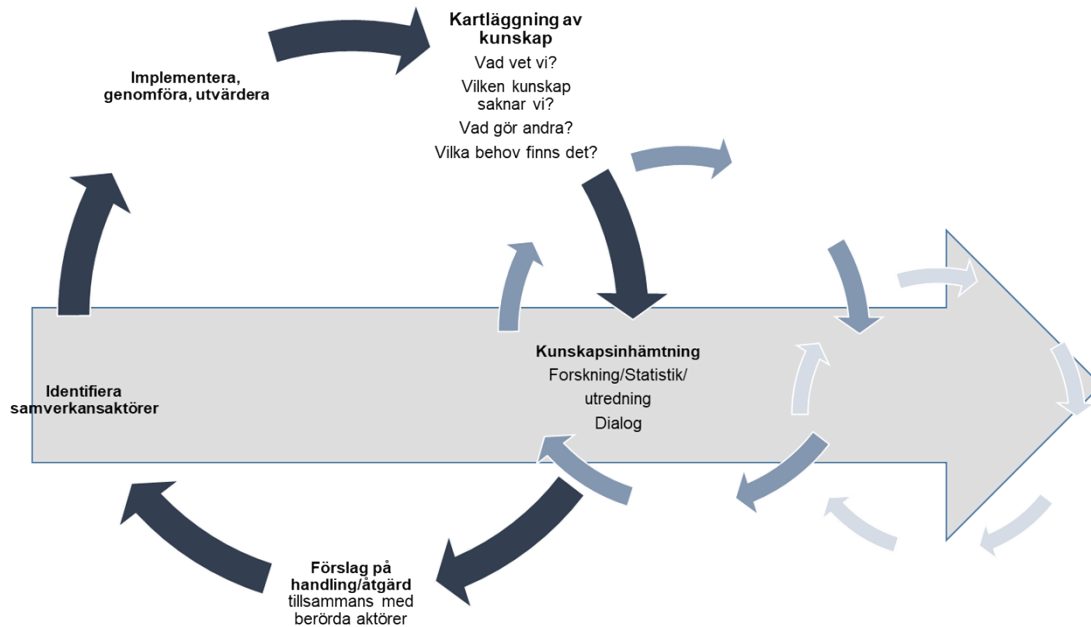 Kartläggning av
kunskap
Vad vet vi?
Vilken kunskap
saknar vi?
Vad gör andra?
Vilka behov finns det?
Implementera,
genomföra, utvärdera
Kunskapsinhämtning
Forskning/Statistik/
utredning
Dialog
Identifiera
samverkansaktörer
Förslag på
handling/åtgärd
tillsammans med
berörda aktörer